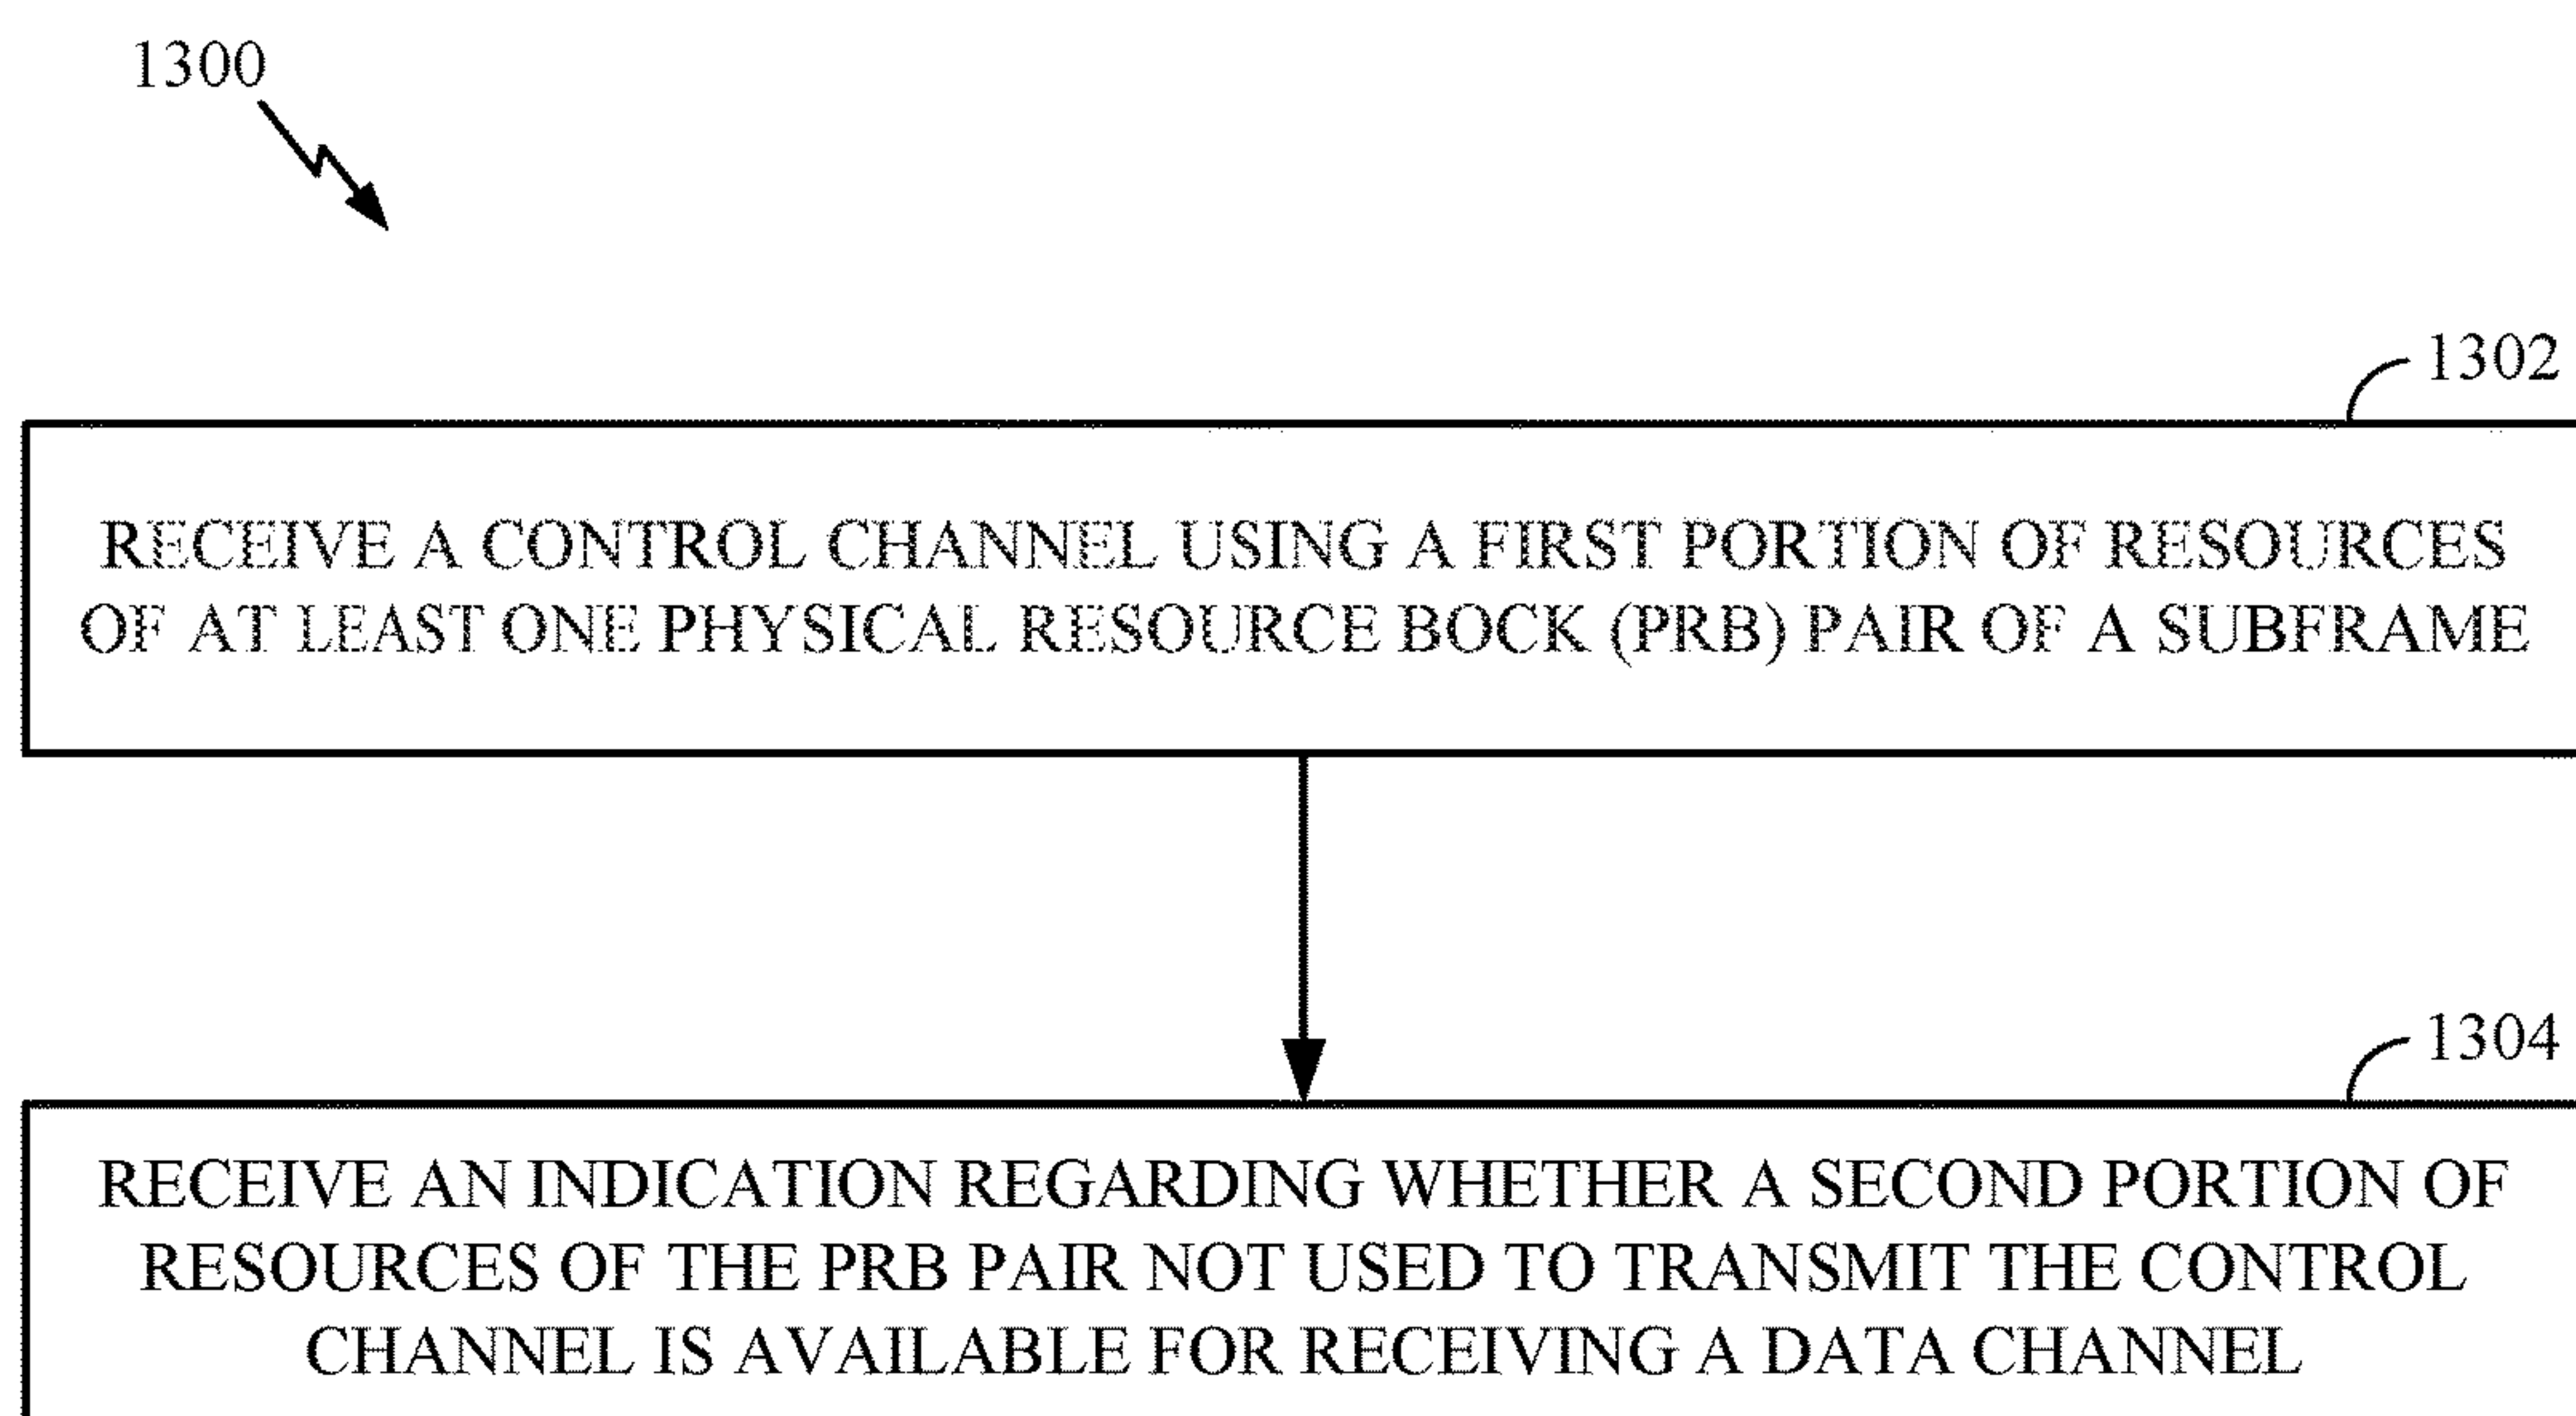 1300
1302
RECEIVE A CONTROL CHANNEL USING A FIRST PORTION OF RESOURCES
OF AT LEAST ONE PHYSICAL RESOURCE BOCK (PRB) PAIR OF A SUBFRAME
1304
RECEIVE AN INDICATION REGARDING WHETHER A SECOND PORTION OF
RESOURCES OF THE PRB PAIR NOT USED TO TRANSMIT THE CONTROL
CHANNEL IS AVAILABLE FOR RECEIVING A DATA CHANNEL